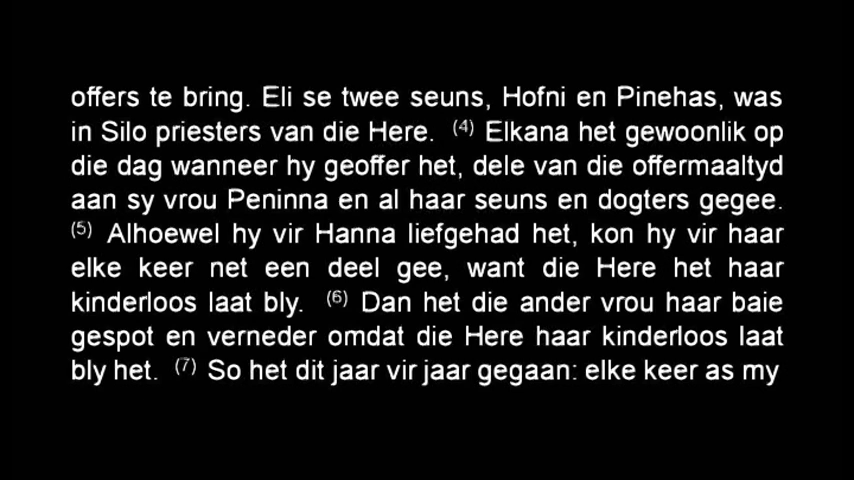 offers te bring. Eli se twee seuns, Hofni en Pinehas, was
in Silo priesters van die Here. (4) Elkana het gewoonlik op
die dag wanneer hy geoffer het, dele van die offermaaltyd
aan sy vrou Peninna en al haar seuns en dogters gegee.
(5) Alhoewel hy vir Hanna liefgehad het, kon hy vir haar
elke keer net een deel gee, want die Here het haar
kinderloos laat bly. (6) Dan het die ander vrou haar baie
gespot en verneder omdat die Here haar kinderloos laat
bly het. (7) So het dit jaar vir jaar gegaan: elke keer as my